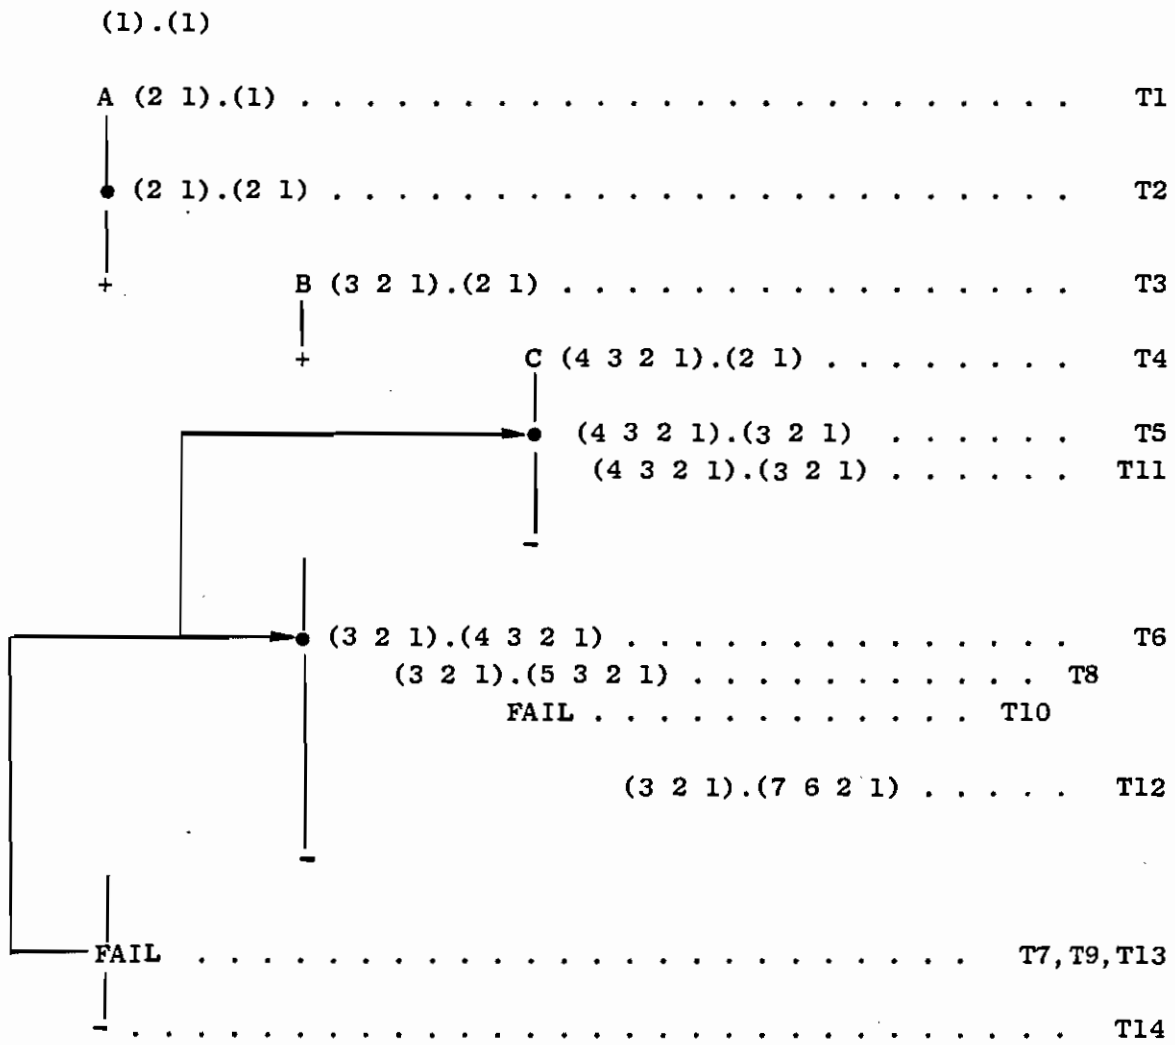 (1).(1)
A (2 1).(1) . . . . . . . . . . . . . . . . . . . . . . . . T1
(2 1).(2 1) . . . . . . . . . . . . . . . . . . . . . . . T2
+ B (3 2 1).(2 1) . . . . . . . . . . . . . . . . T3
+ C (4 3 2 1).(2 1) . . . . . . . . T4
(4 3 2 1).(3 2 1) . . . . . . T5
(4 3 2 1).(3 2 1) . . . . . . T11
-
(3 2 1).(4 3 2 1) . . . . . . . . . . . . . . T6
(3 2 1).(5 3 2 1) . . . . . . . . . . . . T8
FAIL . . . . . . . . . . . . T10
(3 2 1).(7 6 2 1) . . . . . T12
-
FAIL . . . . . . . . . . . . . . . . . . . . . . . . T7,T9,T13
- . . . . . . . . . . . . . . . . . . . . . . . . . . . . . T14